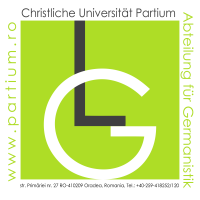 Christliche Universität Partium
Abteilung für Germanistik
www.partium.ro
LG
str. Primăriei nr. 27 RO-410209 Oradea, Romania, Tel.: +40-259-418252/120